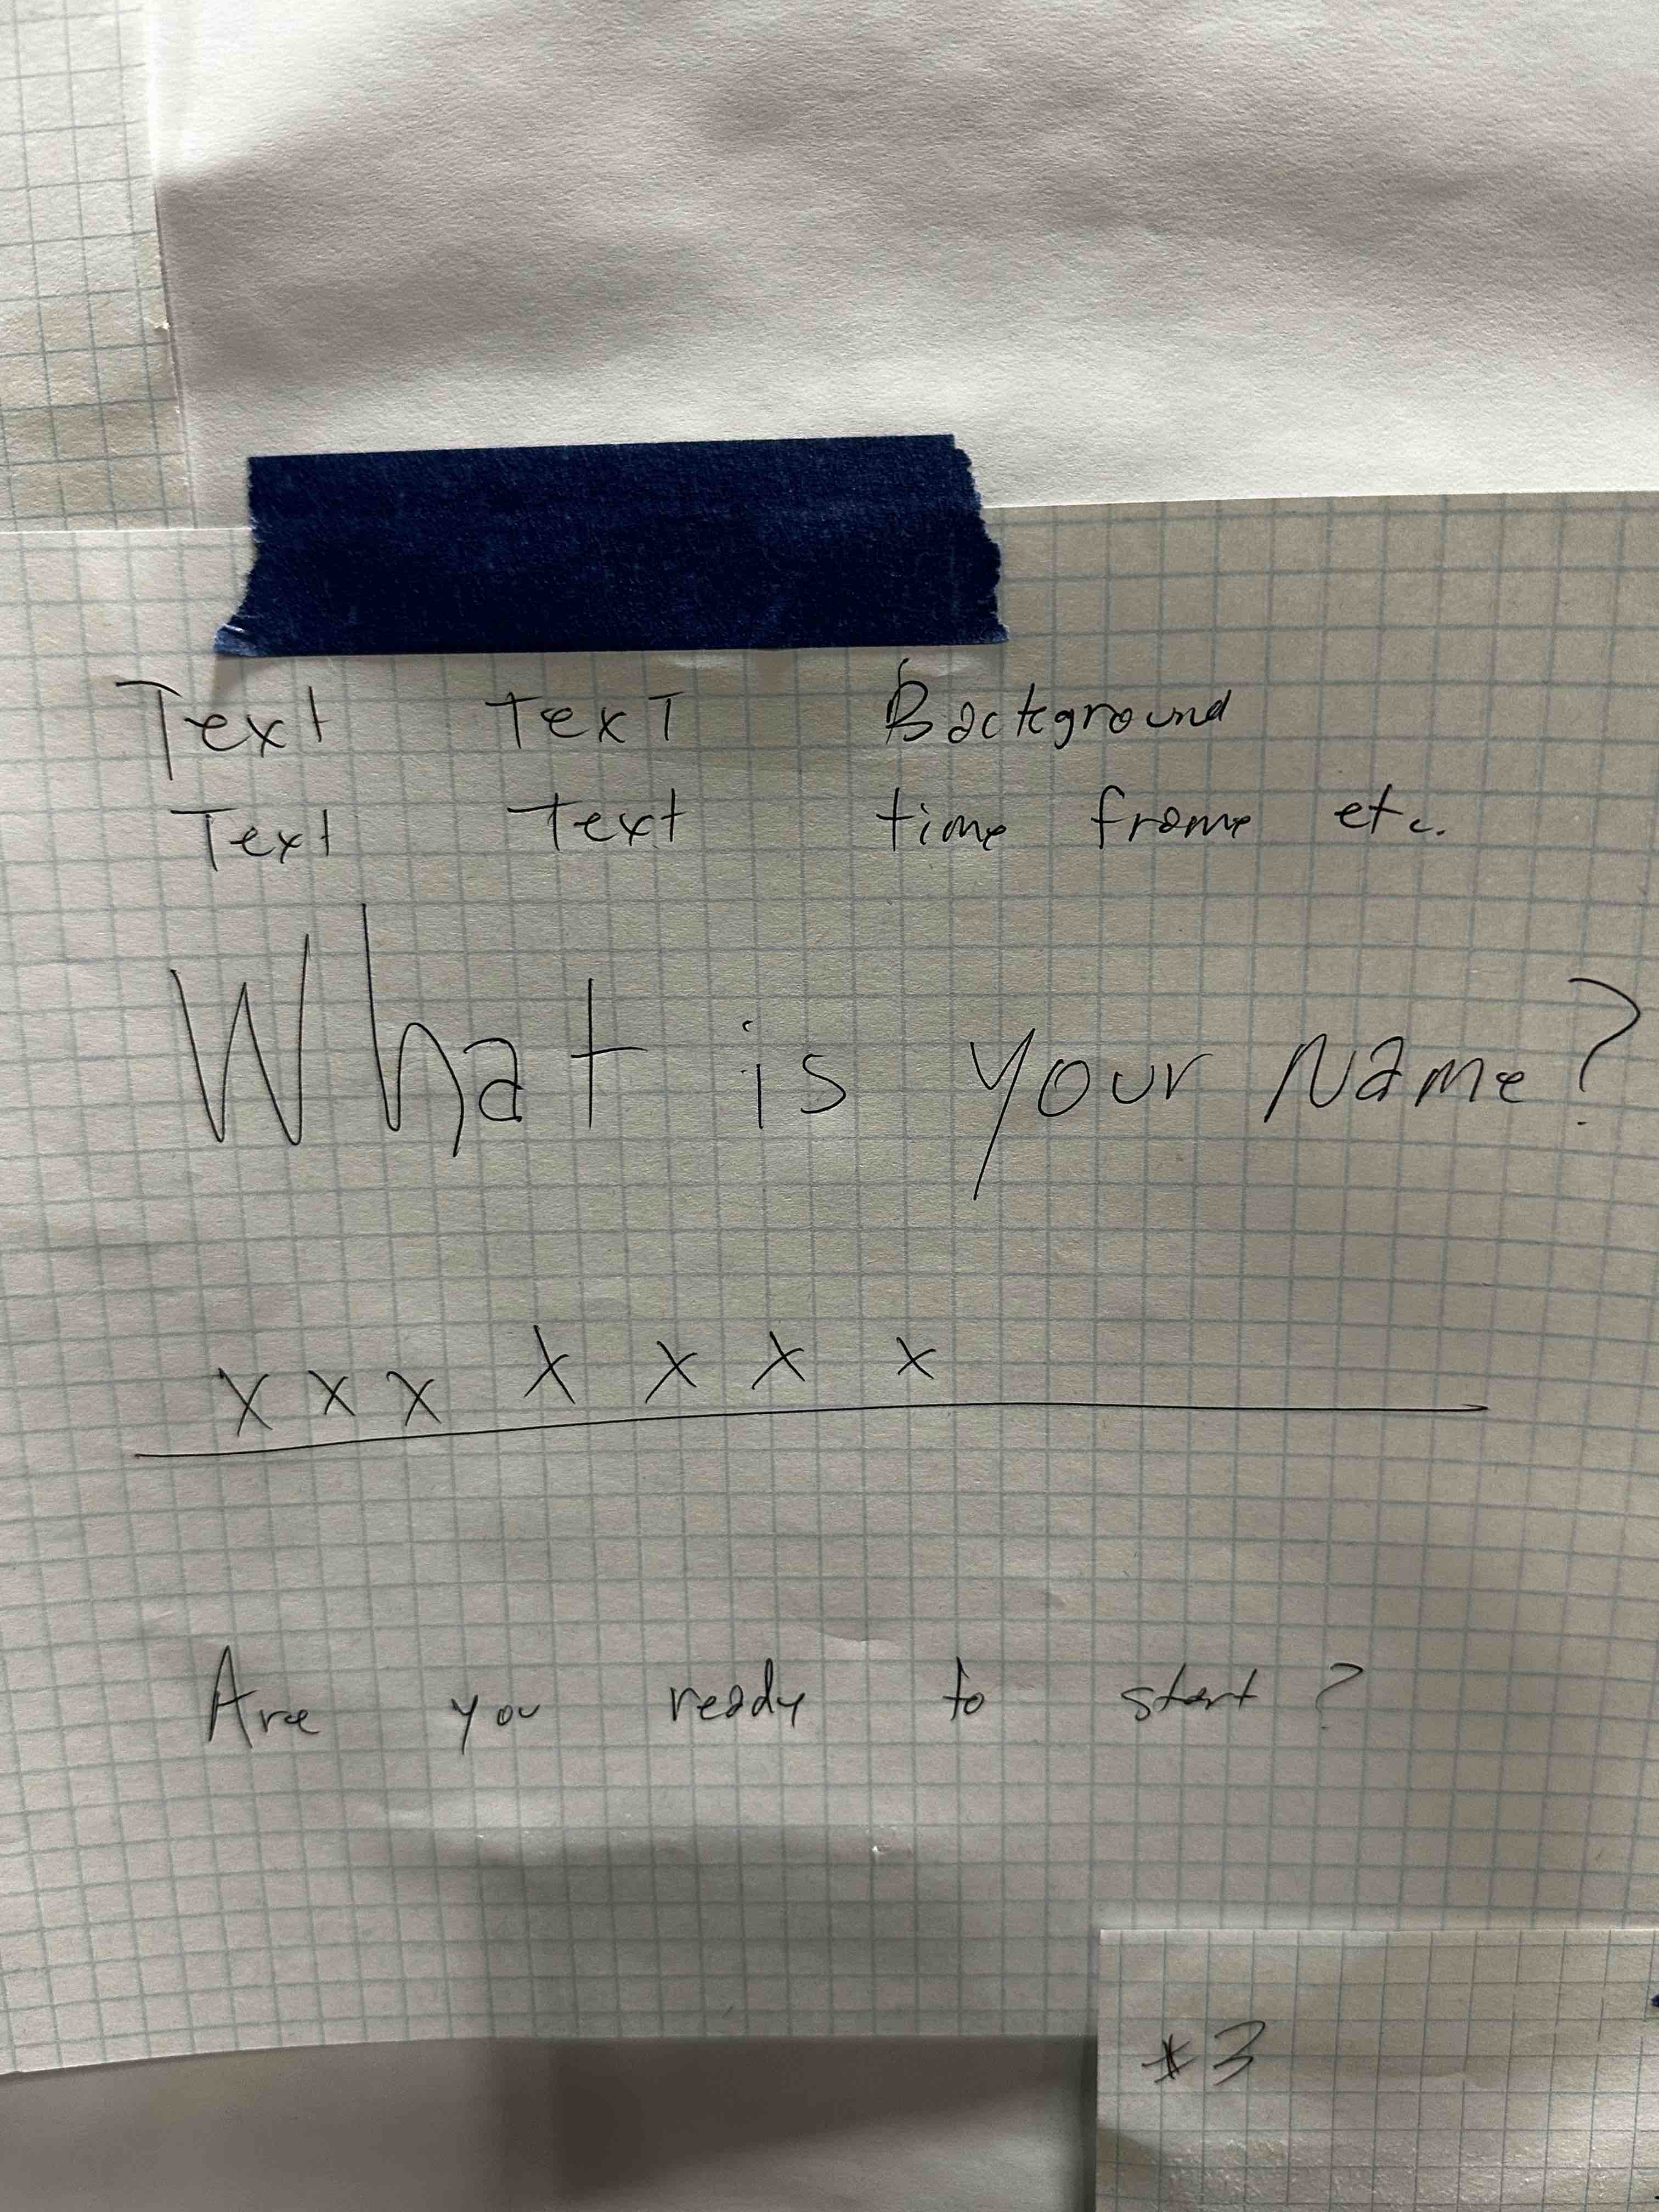 Text Text Background
Text Text time frame etc.
What is your name?
x x x x x x x
Are you ready to start?
#3